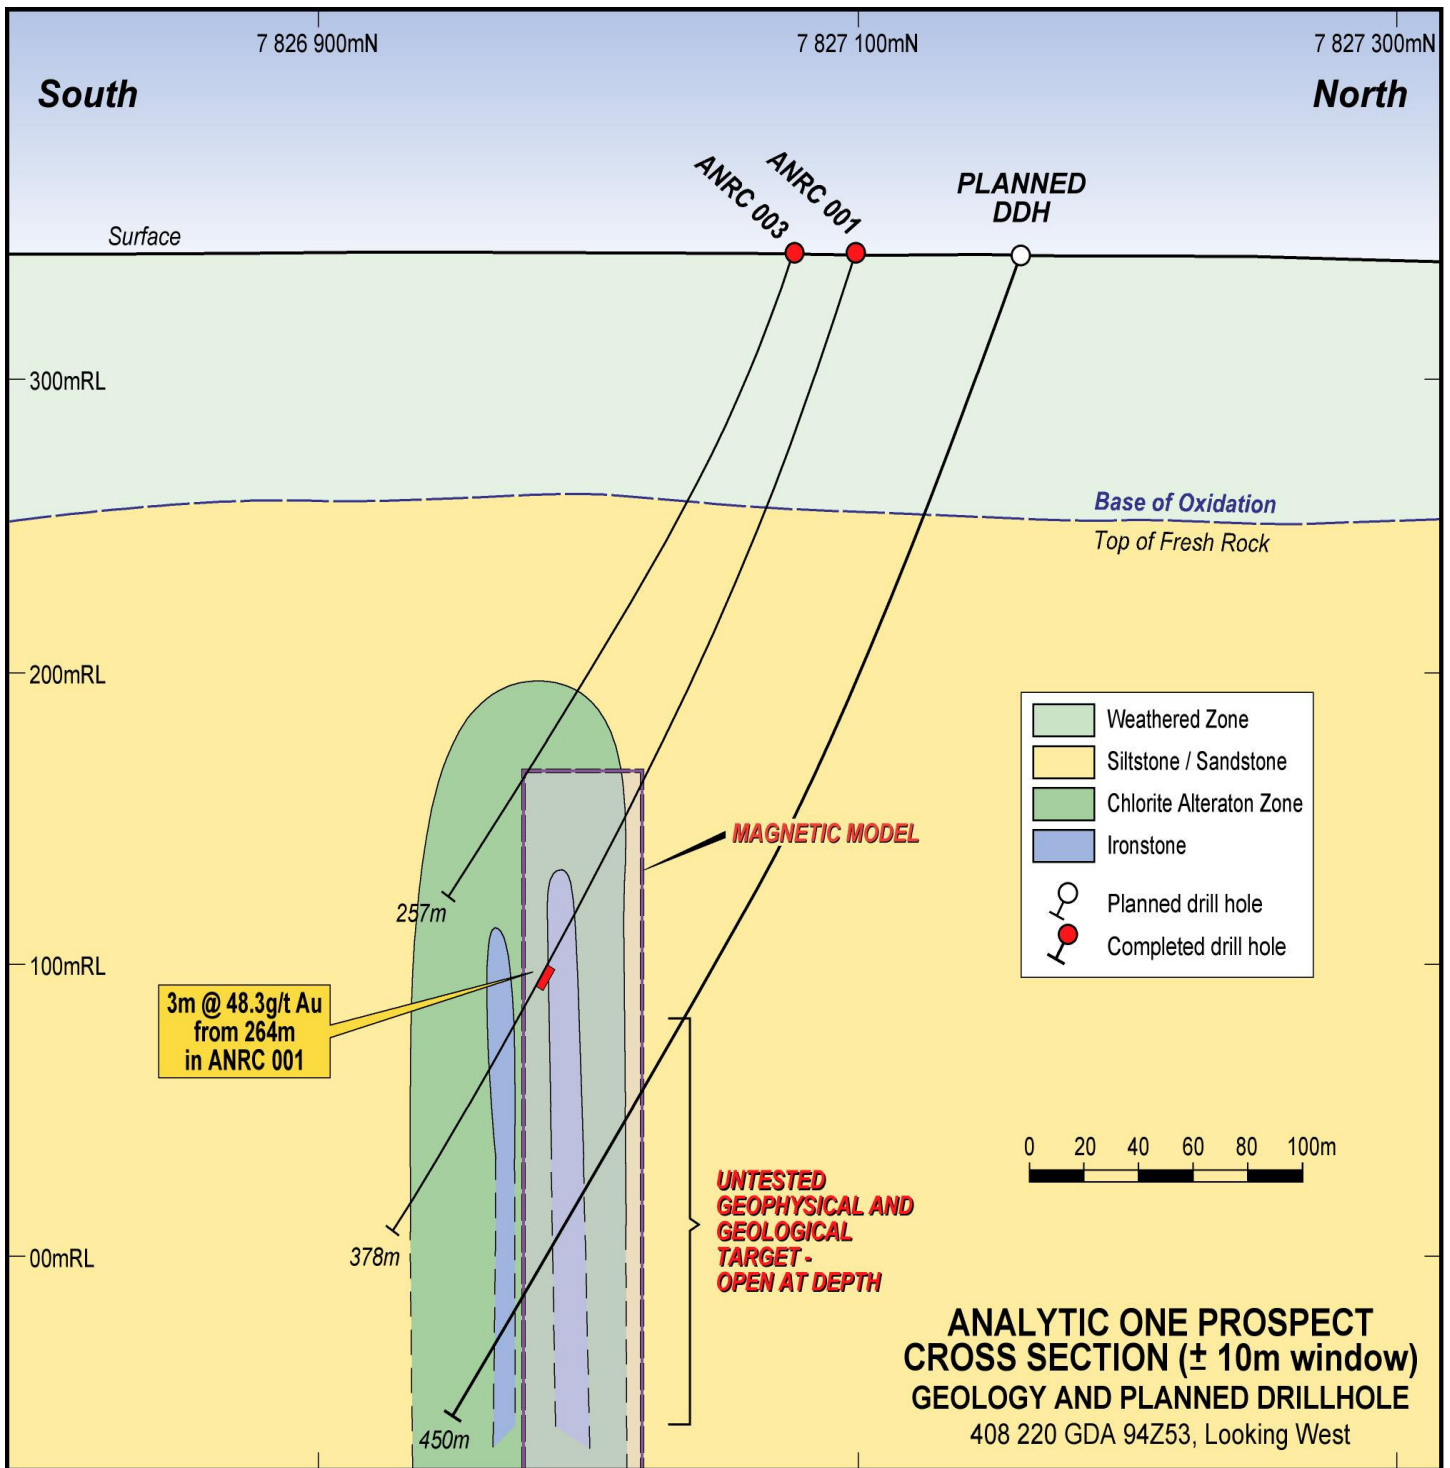 7 826 900mN
7 827 100mN
7 827 300mN
South
North
ANRC 003
ANRC 001
PLANNED
DDH
Surface
300mRL
Base of Oxidation
Top of Fresh Rock
200mRL
Weathered Zone
Siltstone / Sandstone
Chlorite Alteraton Zone
Ironstone
Planned drill hole
Completed drill hole
MAGNETIC MODEL
257m
100mRL
3m @ 48.3g/t Au
from 264m
in ANRC 001
0 20 40 60 80 100m
UNTESTED
GEOPHYSICAL AND
GEOLOGICAL
TARGET -
OPEN AT DEPTH
378m
00mRL
450m
ANALYTIC ONE PROSPECT
CROSS SECTION (± 10m window)
GEOLOGY AND PLANNED DRILLHOLE
408 220 GDA 94Z53, Looking West